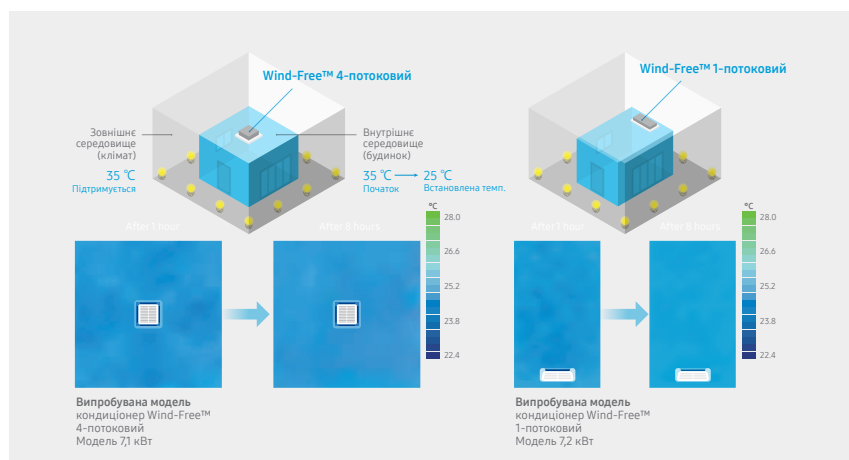 Wind-Free™ 4-потоковий
Зовнішнє
середовище
(клімат)
35 °C
Підтримується
Внутрішнє
середовище
(будинок)
35 °C
Початок
25 °C
Встановлена темп.
After 1 hour
After 8 hours
°C
28.0
26.6
25.2
23.8
22.4
Випробувана модель
кондиціонер Wind-Free™
4-потоковий
Модель 7,1 кВт
Wind-Free™ 1-потоковий
After 1 hour
After 8 hours
°C
28.0
26.6
25.2
23.8
22.4
Випробувана модель
кондиціонер Wind-Free™
1-потоковий
Модель 7,2 кВт